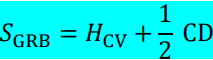 S_GRB = H_CV + 1/2 CD